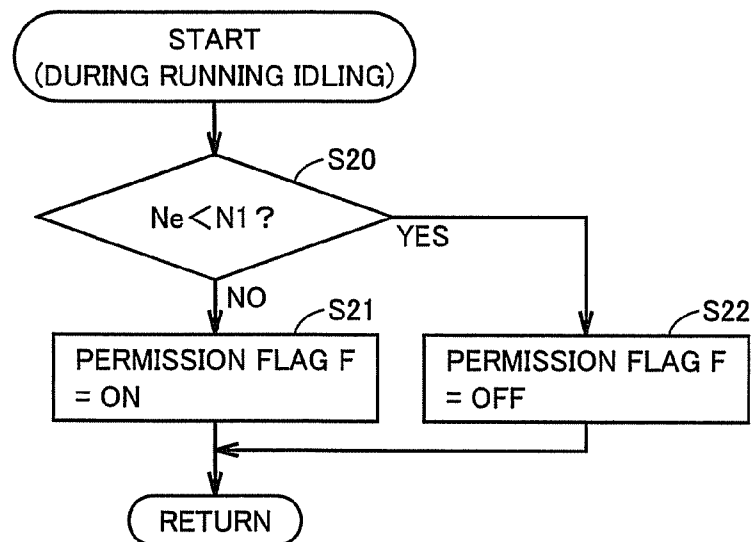 START
(DURING RUNNING IDLING)
S20
Ne<N1?
YES
NO
S21
S22
PERMISSION FLAG F
= ON
PERMISSION FLAG F
= OFF
RETURN